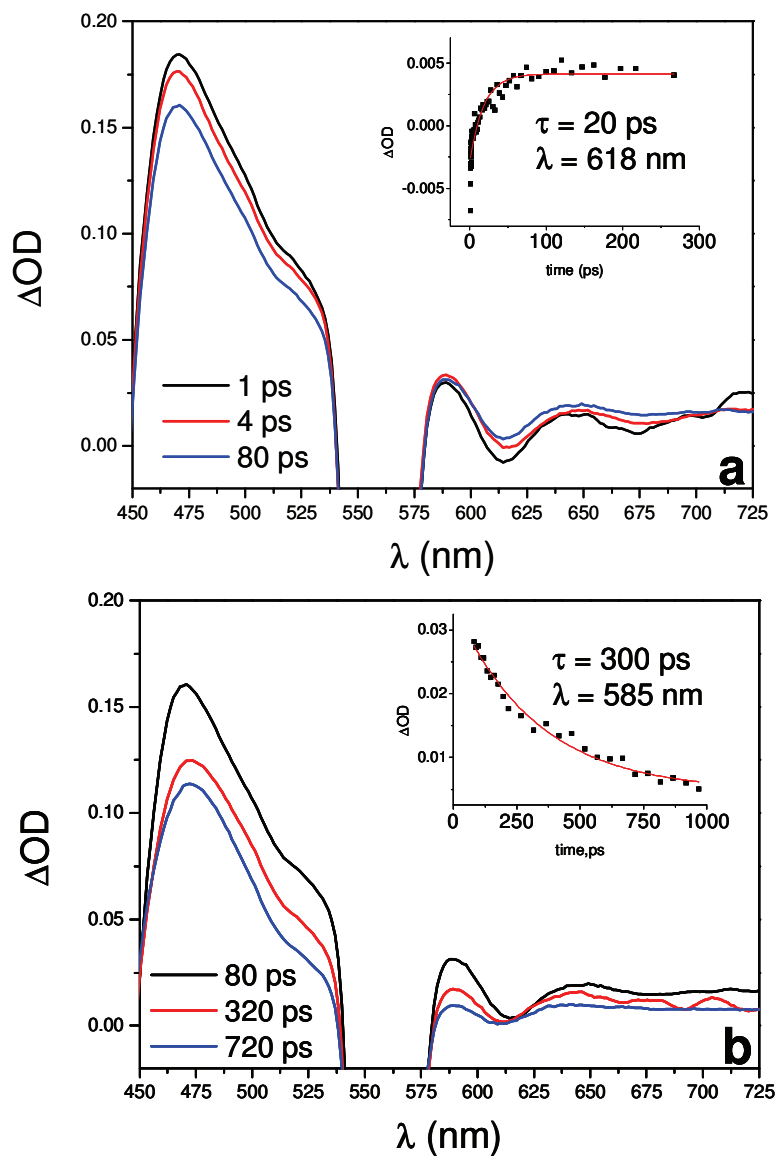 0.20
0.15
0.10
0.05
0.00
ΔOD
1 ps
4 ps
80 ps
0.005
0.000
-0.005
ΔOD
τ = 20 ps
λ = 618 nm
0 100 200 300
time (ps)
a
450 475 500 525 550 575 600 625 650 675 700 725
λ (nm)
0.20
0.15
0.10
0.05
0.00
ΔOD
80 ps
320 ps
720 ps
0.03
0.02
0.01
ΔOD
τ = 300 ps
λ = 585 nm
0 250 500 750 1000
time,ps
b
450 475 500 525 550 575 600 625 650 675 700 725
λ (nm)